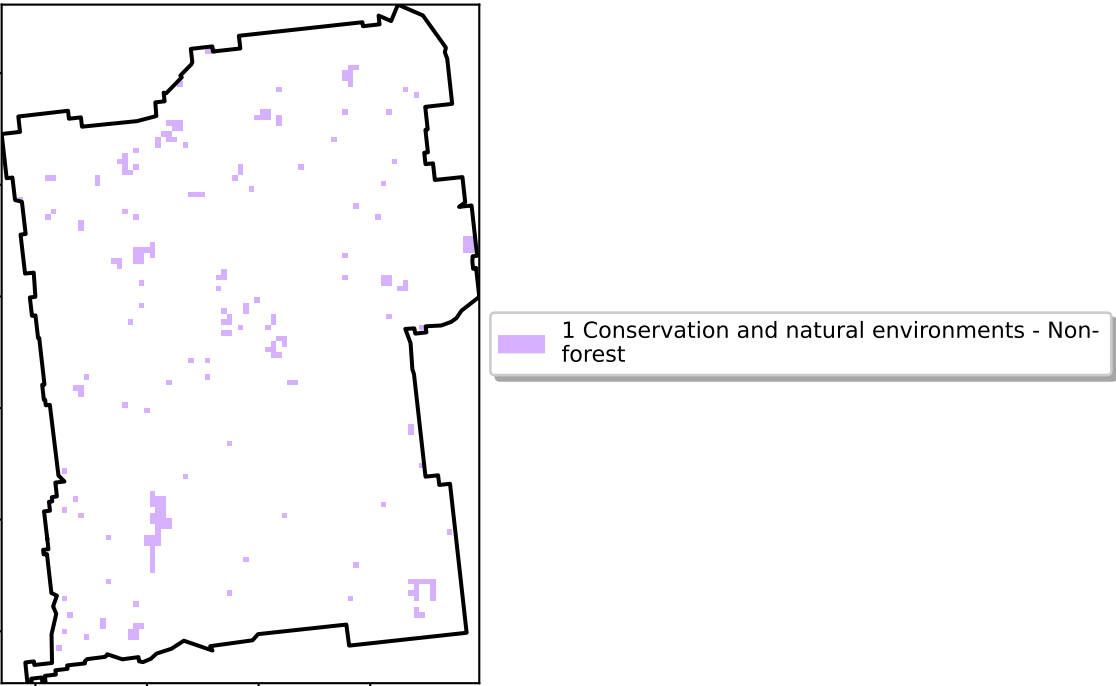 1 Conservation and natural environments - Non-
forest